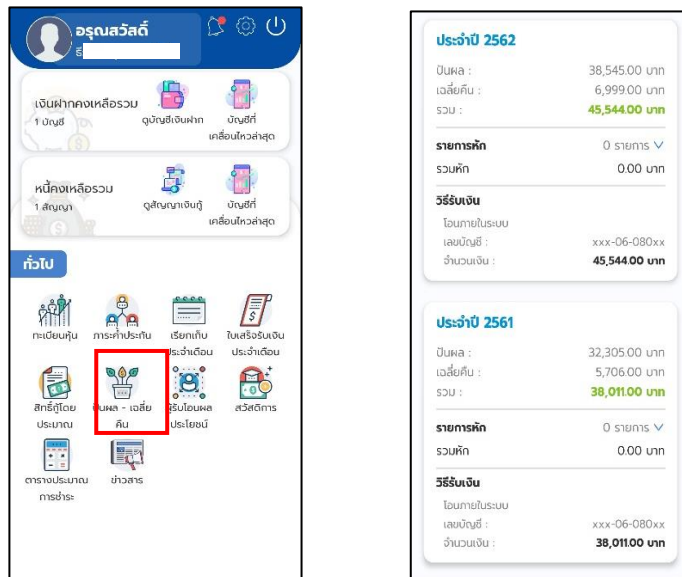 อรุณสวัสดิ์
เงินฝากคงเหลือรวม
1 บัญชี
ดูบัญชีเงินฝาก
บัญชีที่
เคลื่อนไหวล่าสุด
หนี้คงเหลือรวม
1 สัญญา
ดูสัญญาเงินกู้
บัญชีที่
เคลื่อนไหวล่าสุด
ทั่วไป
ทะเบียนหุ้น
ภาระค้ำประกัน
เรียกเก็บ
ประจำเดือน
ใบเสร็จรับเงิน
ประจำเดือน
สิทธิ์กู้โดย
ประมาณ
ปันผล - เฉลี่ย
คืน
ผู้รับโอนผล
ประโยชน์
สวัสดิการ
ตารางประมาณ
การชำระ
ข่าวสาร
ประจำปี 2562
ปันผล : 38,545.00 บาท
เฉลี่ยคืน : 6,999.00 บาท
รวม : 45,544.00 บาท
รายการหัก 0 รายการ
รวมหัก 0.00 บาท
วิธีรับเงิน
โอนภายในระบบ
เลขบัญชี : xxx-06-080xx
จำนวนเงิน : 45,544.00 บาท
ประจำปี 2561
ปันผล : 32,305.00 บาท
เฉลี่ยคืน : 5,706.00 บาท
รวม : 38,011.00 บาท
รายการหัก 0 รายการ
รวมหัก 0.00 บาท
วิธีรับเงิน
โอนภายในระบบ
เลขบัญชี : xxx-06-080xx
จำนวนเงิน : 38,011.00 บาท